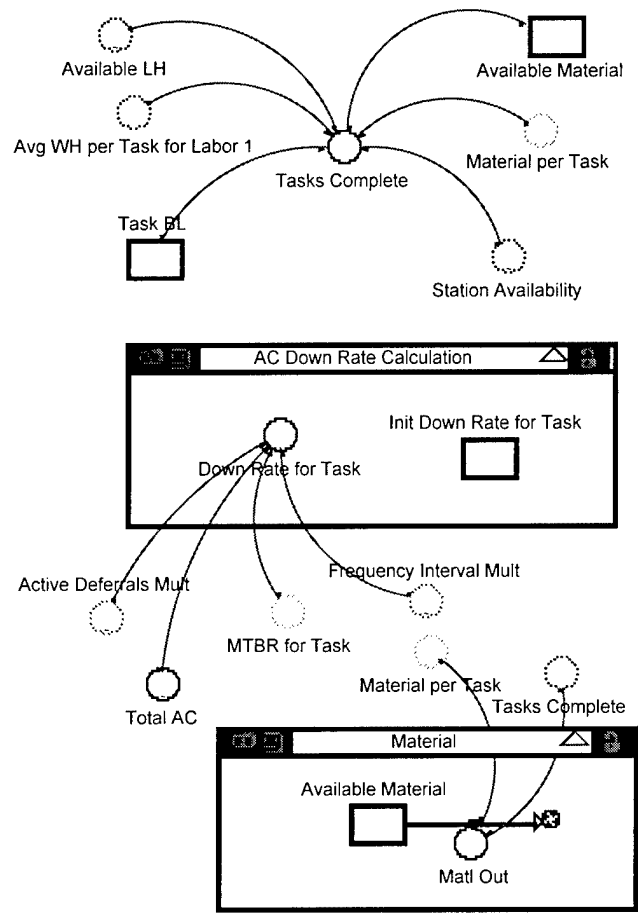 Available LH
Available Material
Avg WH per Task for Labor 1
Material per Task
Tasks Complete
Task BL
Station Availability
AC Down Rate Calculation
Init Down Rate for Task
Down Rate for Task
Frequency Interval Mult
Active Deferrals Mult
MTBR for Task
Material per Task
Tasks Complete
Total AC
Material
Available Material
Matl Out